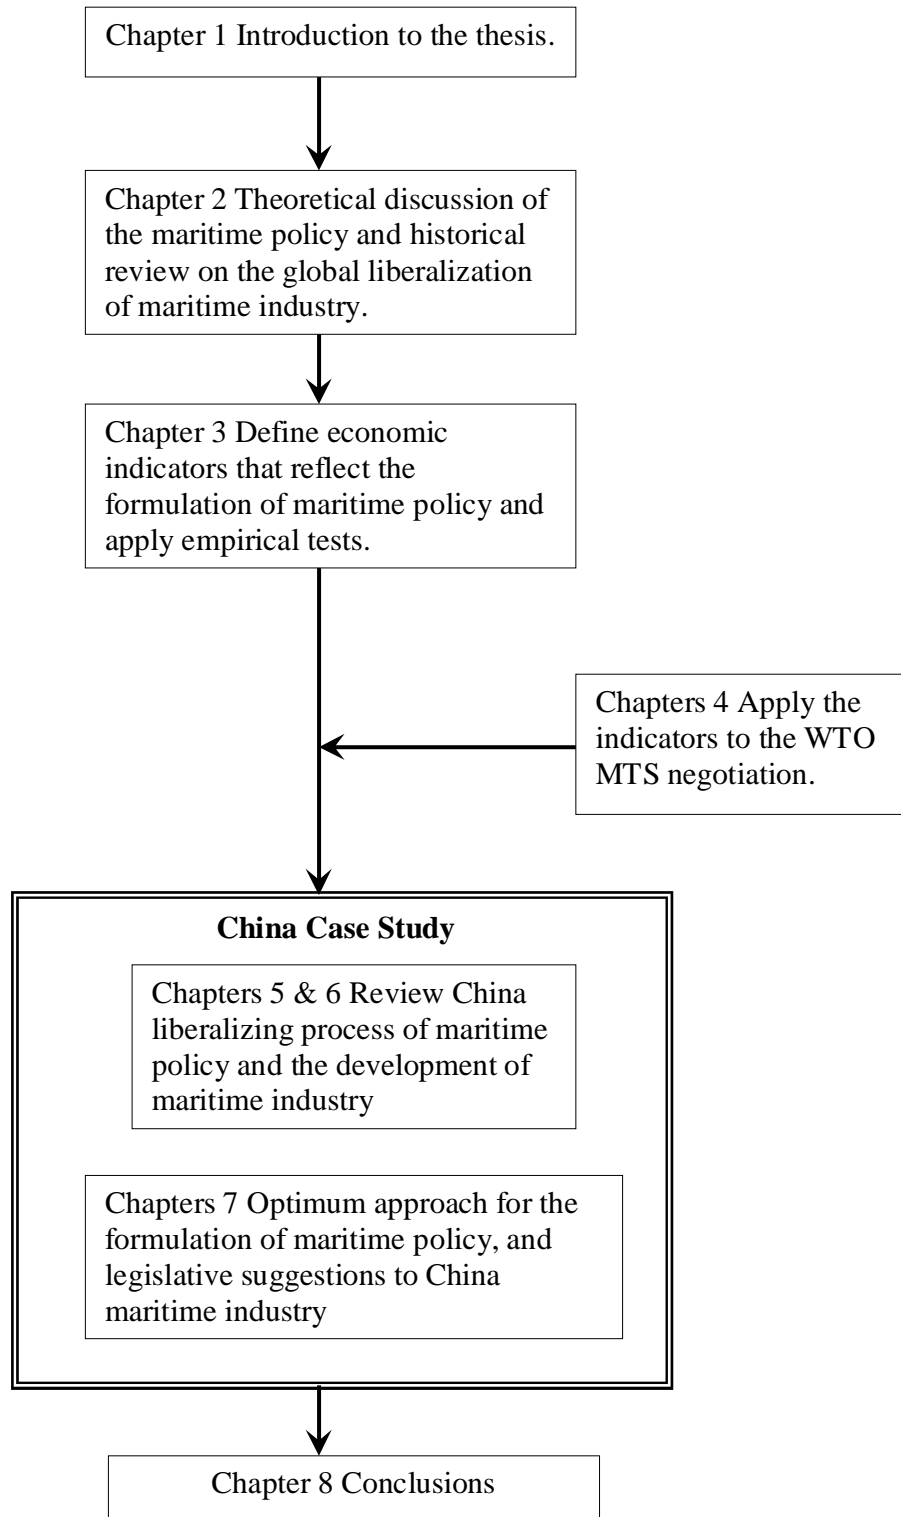 Chapter 1 Introduction to the thesis.
Chapter 2 Theoretical discussion of
the maritime policy and historical
review on the global liberalization
of maritime industry.
Chapter 3 Define economic
indicators that reflect the
formulation of maritime policy and
apply empirical tests.
Chapters 4 Apply the
indicators to the WTO
MTS negotiation.
China Case Study
Chapters 5 & 6 Review China
liberalizing process of maritime
policy and the development of
maritime industry
Chapters 7 Optimum approach for the
formulation of maritime policy, and
legislative suggestions to China
maritime industry
Chapter 8 Conclusions